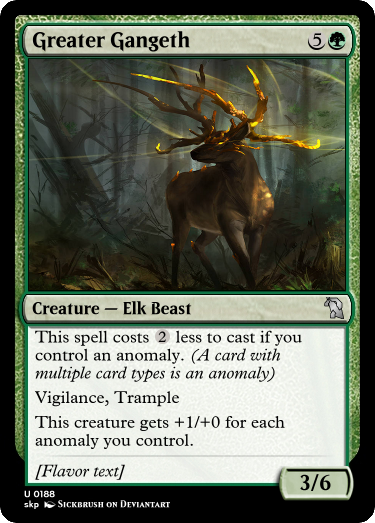 Greater Gangeth 5
Creature — Elk Beast
This spell costs 2 less to cast if you
control an anomaly. (A card with
multiple card types is an anomaly)
Vigilance, Trample
This creature gets +1/+0 for each
anomaly you control.
[Flavor text]
3/6
U 0188
skp Sickbrush on Deviantart